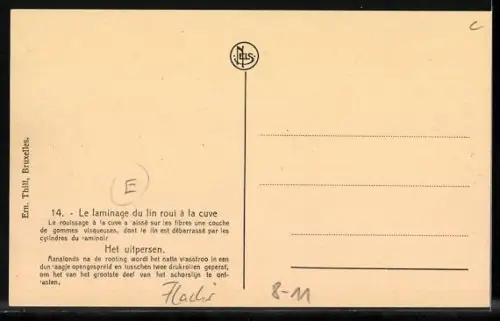 c
NELS
Ern. Thill, Bruxelles.
E
14. - Le laminage du lin roui à la cuve
Le rouissage à la cuve a laissé sur les fibres une couche
de gommes visqueuses, dont le lin est débarrassé par les
cylindres du laminoir
Het uitpersen.
Aanstonds na de rooting wordt het natte vlasstroo in een
dun laagje opengespreid en tusschen twee drukrollen geperst,
om het van het grootste deel van het schorslijm te ont-
lasten.
8-11